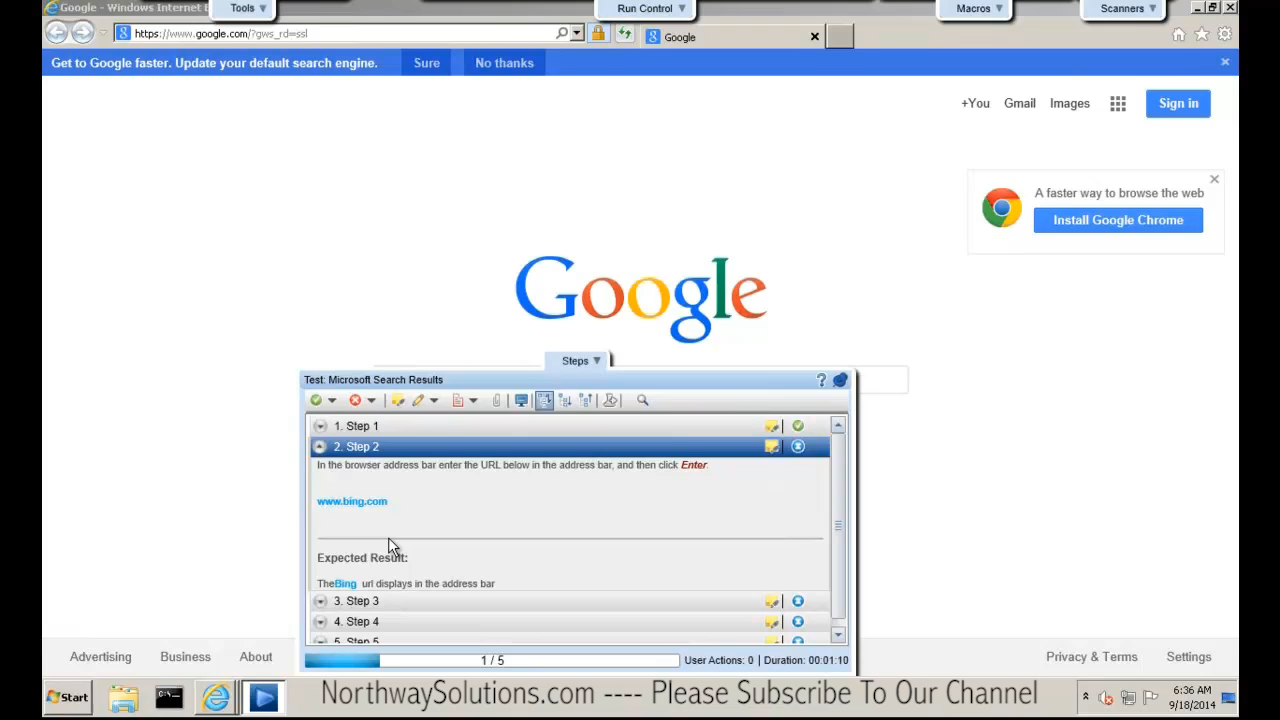 Google - Windows Internet E
Tools
Run Control
Macros
Scanners
https://www.google.com/?gws_rd=ssl
Google
Get to Google faster. Update your default search engine.
Sure
No thanks
+You
Gmail
Images
Sign in
A faster way to browse the web
Install Google Chrome
Google
Steps
Test: Microsoft Search Results
1. Step 1
2. Step 2
In the browser address bar enter the URL below in the address bar, and then click Enter.
www.bing.com
Expected Result:
TheBing url displays in the address bar
3. Step 3
4. Step 4
5. Step 5
1 / 5
User Actions: 0
Duration: 00:01:10
Advertising
Business
About
Privacy & Terms
Settings
Start
NorthwaySolutions.com ---- Please Subscribe To Our Channel
6:36 AM
9/18/2014